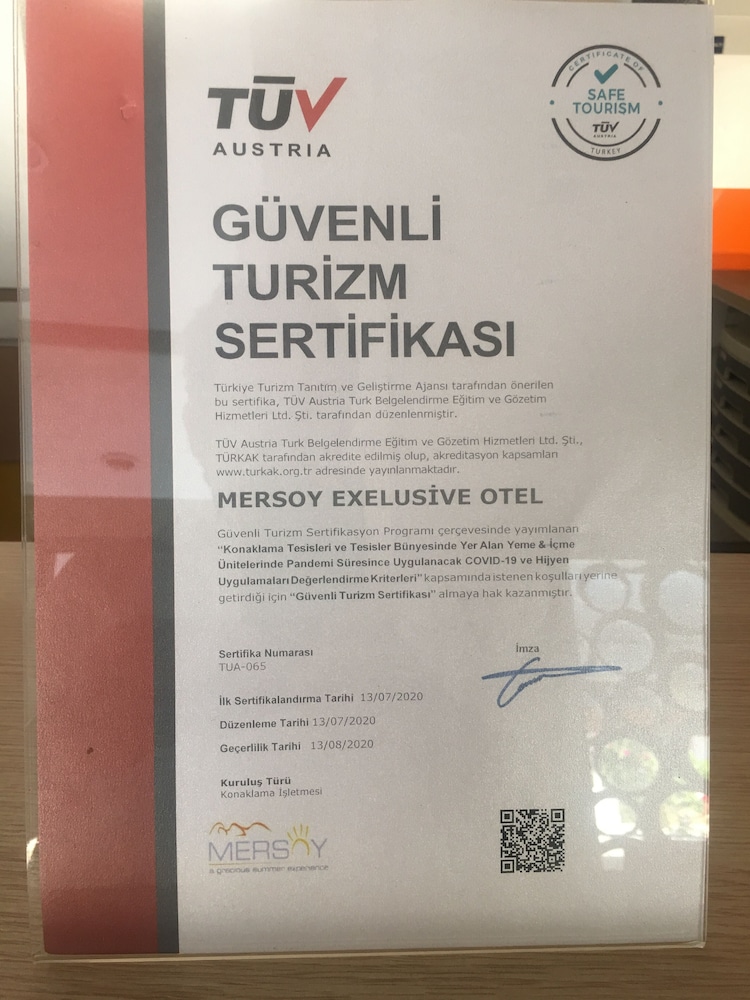 TÜV
AUSTRIA
CERTIFICATE OF
SAFE
TOURISM
TÜV
AUSTRIA
TURKEY
GÜVENLİ
TURİZM
SERTİFİKASI
Türkiye Turizm Tanıtım ve Geliştirme Ajansı tarafından önerilen
bu sertifika, TÜV Austria Turk Belgelendirme Eğitim ve Gözetim
Hizmetleri Ltd. Şti. tarafından düzenlenmiştir.
TÜV Austria Turk Belgelendirme Eğitim ve Gözetim Hizmetleri Ltd. Şti.,
TÜRKAK tarafından akredite edilmiş olup, akreditasyon kapsamları
www.turkak.org.tr adresinde yayınlanmaktadır.
MERSOY EXELUSİVE OTEL
Güvenli Turizm Sertifikasyon Programı çerçevesinde yayımlanan
“Konaklama Tesisleri ve Tesisler Bünyesinde Yer Alan Yeme & İçme
Ünitelerinde Pandemi Süresince Uygulanacak COVID-19 ve Hijyen
Uygulamaları Değerlendirme Kriterleri” kapsamında istenen koşulları yerine
getirdiği için “Güvenli Turizm Sertifikası” almaya hak kazanmıştır.
Sertifika Numarası
TUA-065
İmza
İlk Sertifikalandırma Tarihi 13/07/2020
Düzenleme Tarihi 13/07/2020
Geçerlilik Tarihi 13/08/2020
Kuruluş Türü
Konaklama İşletmesi
MERSOY
a gracious summer experience